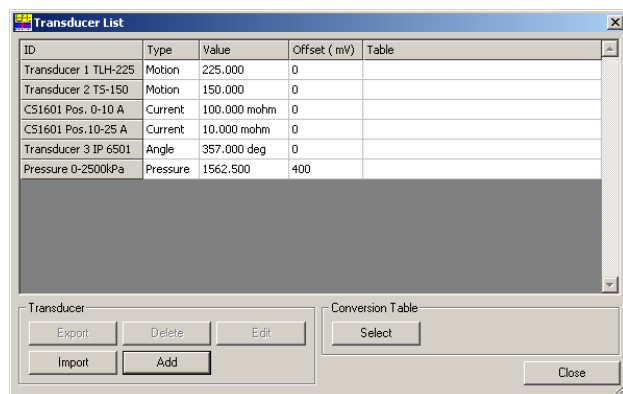 Transducer List
ID Type Value Offset ( mV) Table
Transducer 1 TLH-225 Motion 225.000 0
Transducer 2 TS-150 Motion 150.000 0
CS1601 Pos. 0-10 A Current 100.000 mohm 0
CS1601 Pos.10-25 A Current 10.000 mohm 0
Transducer 3 IP 6501 Angle 357.000 deg 0
Pressure 0-2500kPa Pressure 1562.500 400
Transducer Conversion Table
Export Delete Edit Select
Import Add
Close